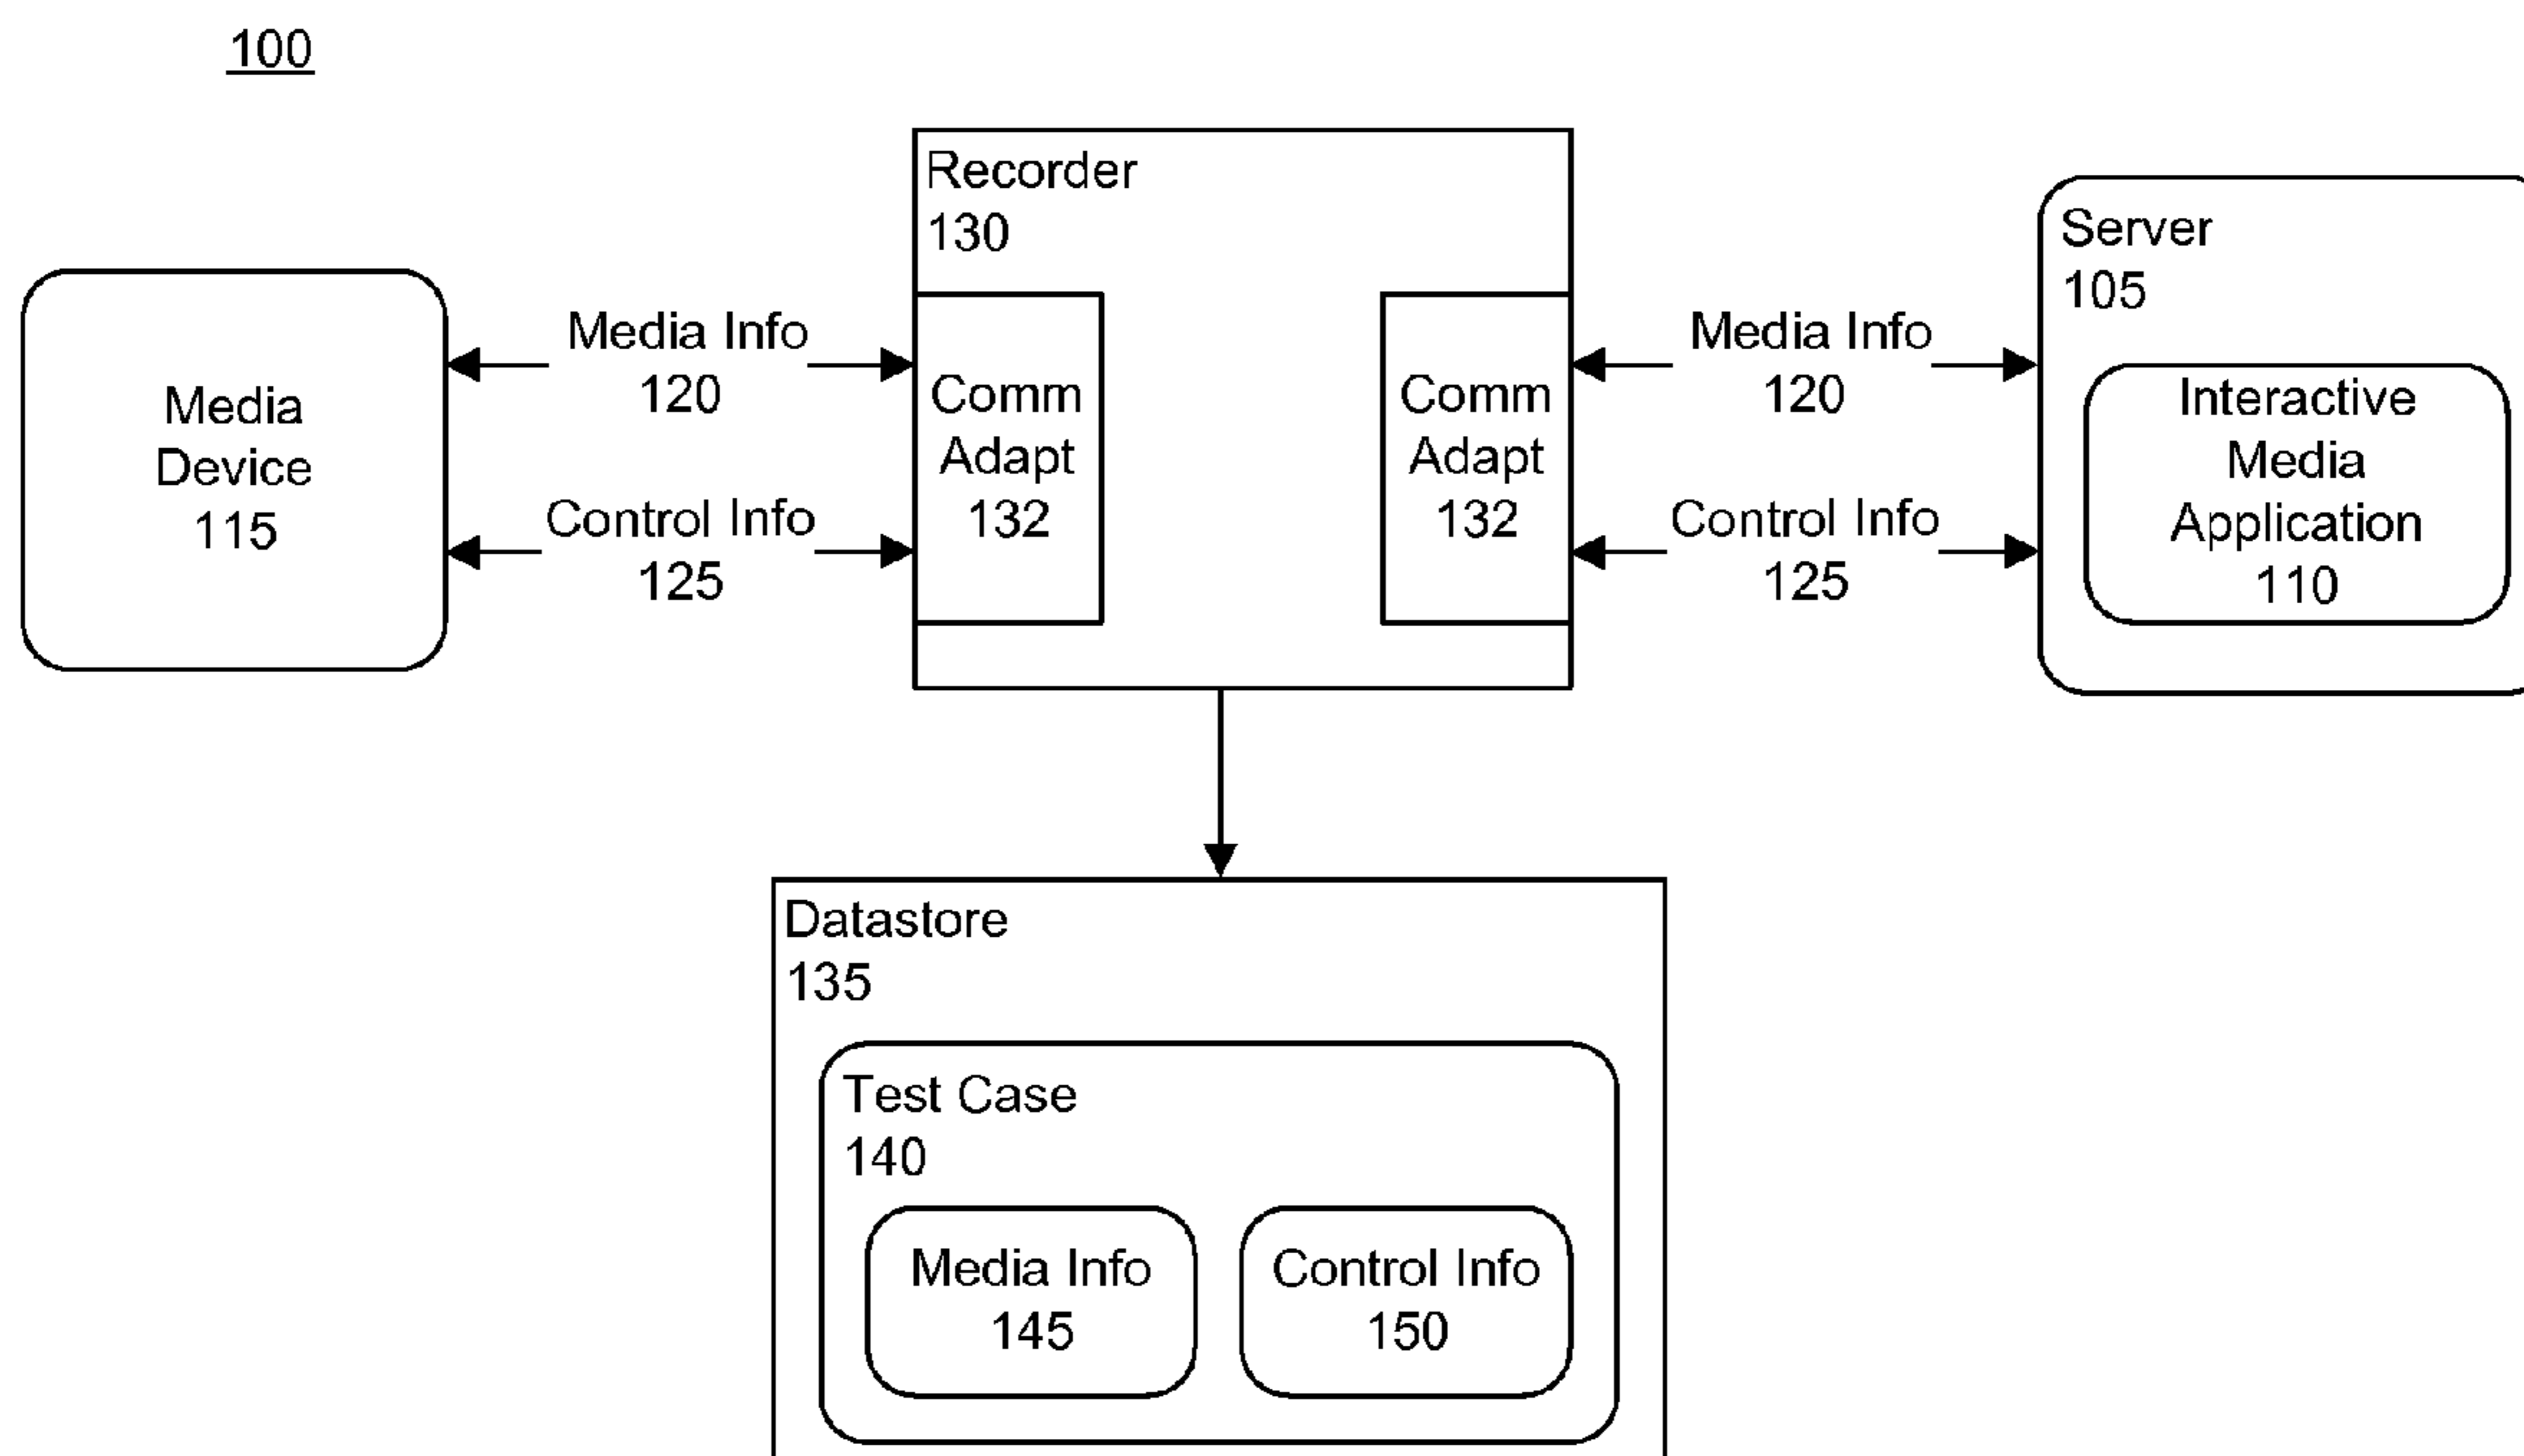 100
Recorder
130
Server
105
Media
Device
115
Media Info
120
Control Info
125
Comm
Adapt
132
Comm
Adapt
132
Media Info
120
Control Info
125
Interactive
Media
Application
110
Datastore
135
Test Case
140
Media Info
145
Control Info
150